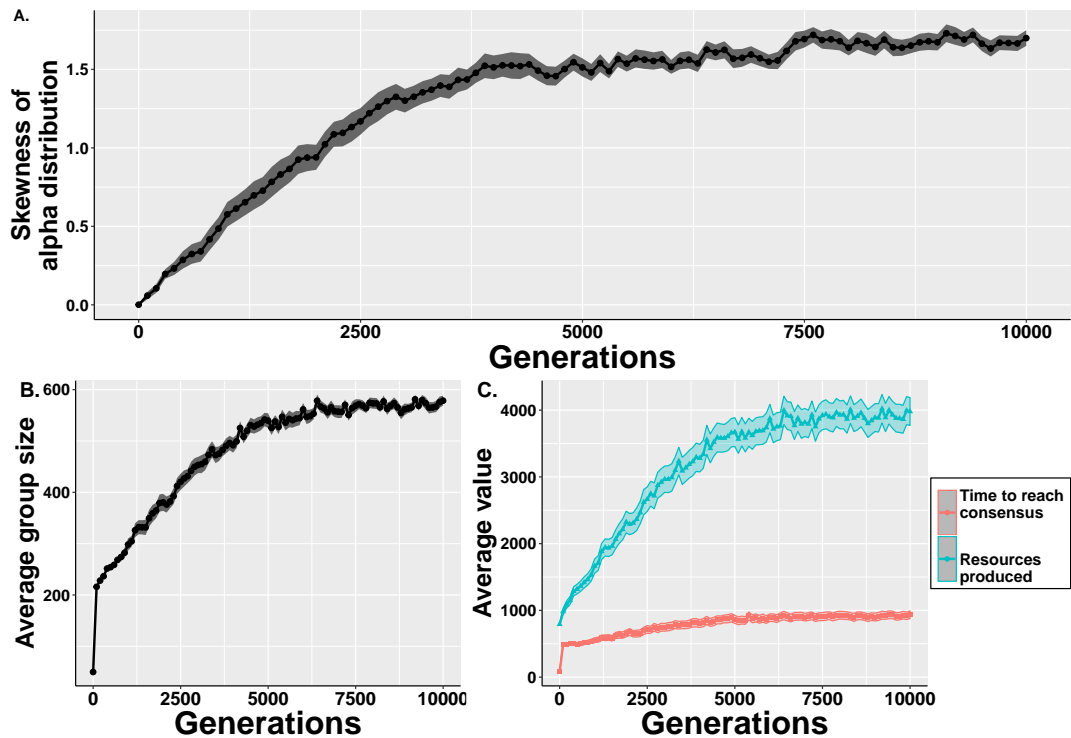 A.
Skewness of
alpha distribution
1.5
1.0
0.5
0.0
0
2500
5000
7500
10000
Generations
B.
Average group size
600
400
200
0
2500
5000
7500
10000
Generations
C.
Average value
4000
3000
2000
1000
0
0
2500
5000
7500
10000
Generations
Time to reach
consensus
Resources
produced